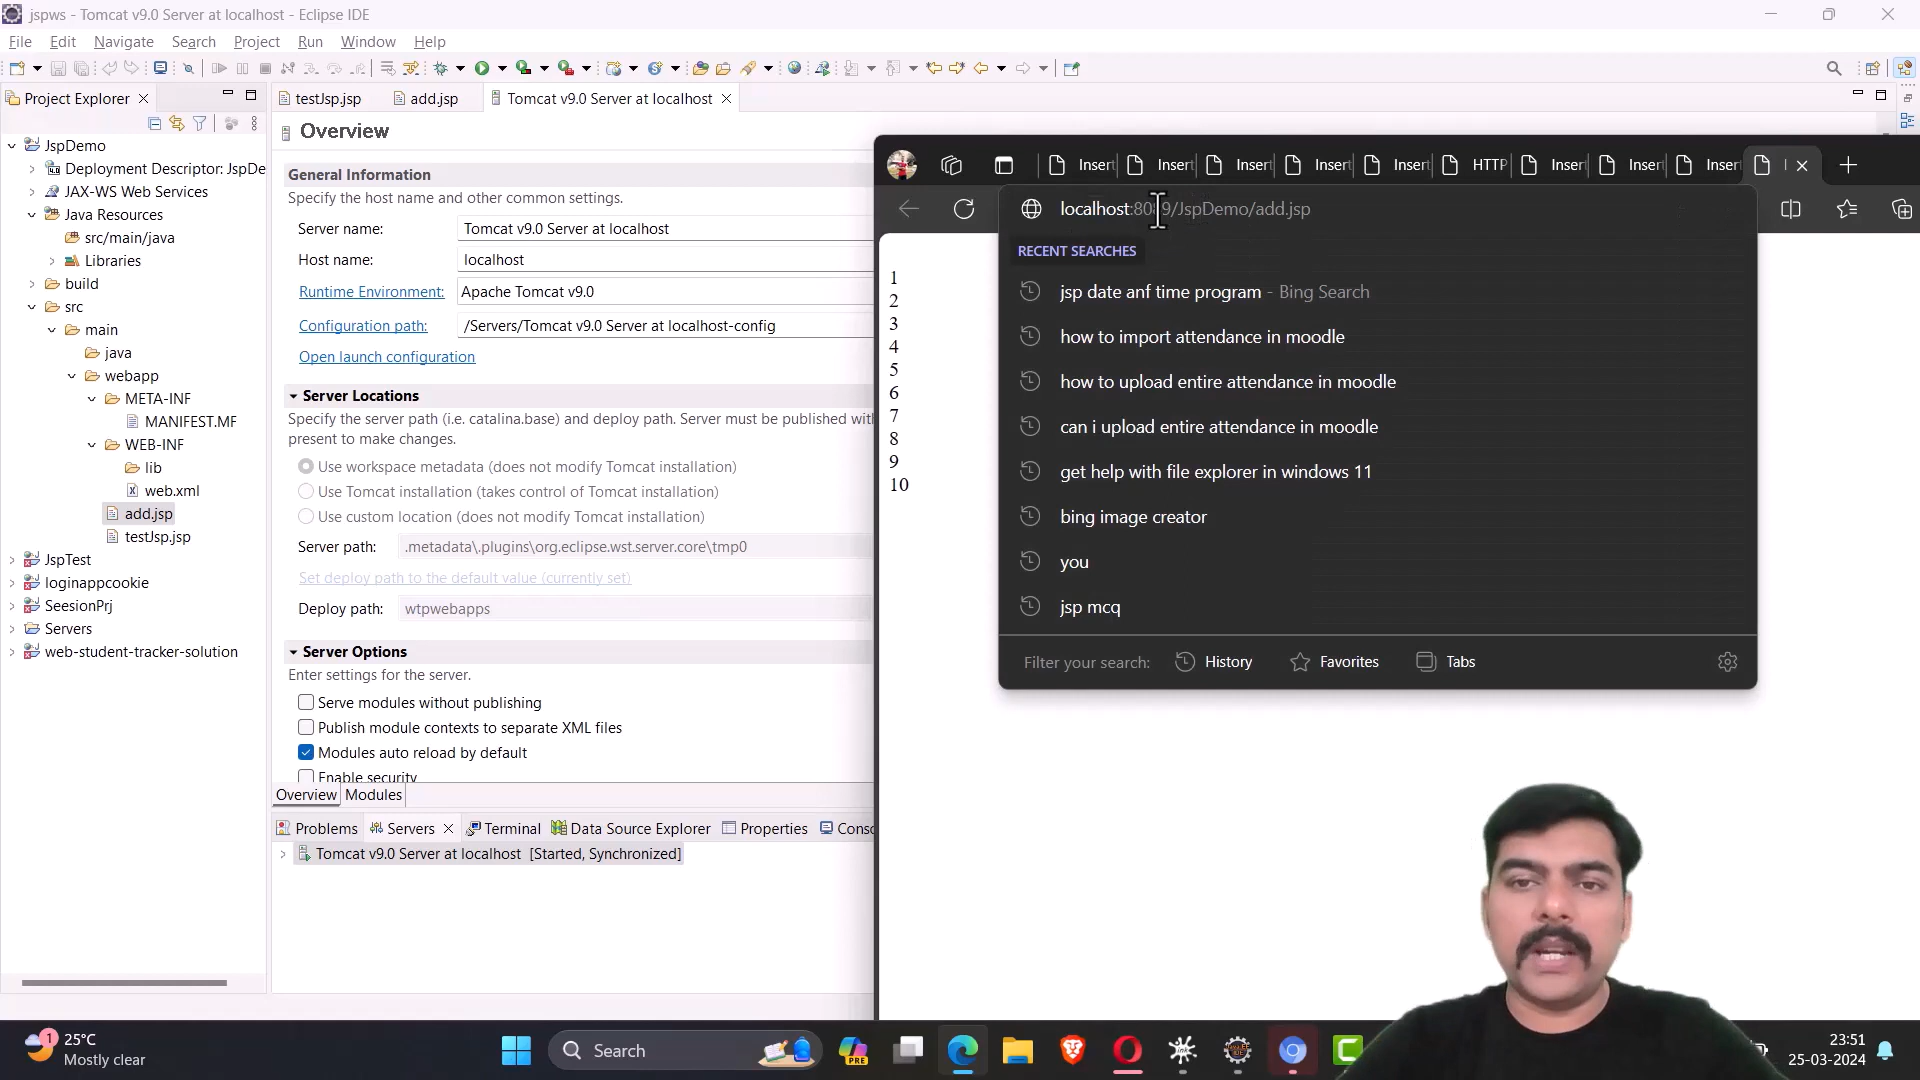 jspws - Tomcat v9.0 Server at localhost - Eclipse IDE
File Edit Navigate Search Project Run Window Help
Project Explorer
testJsp.jsp
add.jsp
Tomcat v9.0 Server at localhost
JspDemo
Deployment Descriptor: JspDe
JAX-WS Web Services
Java Resources
src/main/java
Libraries
build
src
main
java
webapp
META-INF
MANIFEST.MF
WEB-INF
lib
web.xml
add.jsp
testJsp.jsp
JspTest
loginappcookie
SeesionPrj
Servers
web-student-tracker-solution
Overview
General Information
Specify the host name and other common settings.
Server name: Tomcat v9.0 Server at localhost
Host name: localhost
Runtime Environment: Apache Tomcat v9.0
Configuration path: /Servers/Tomcat v9.0 Server at localhost-config
Open launch configuration
Server Locations
Specify the server path (i.e. catalina.base) and deploy path. Server must be published with
present to make changes.
Use workspace metadata (does not modify Tomcat installation)
Use Tomcat installation (takes control of Tomcat installation)
Use custom location (does not modify Tomcat installation)
Server path: .metadata\.plugins\org.eclipse.wst.server.core\tmp0
Set deploy path to the default value (currently set)
Deploy path: wtpwebapps
Server Options
Enter settings for the server.
Serve modules without publishing
Publish module contexts to separate XML files
Modules auto reload by default
Enable security
Overview Modules
Problems Servers Terminal Data Source Explorer Properties Conso
Tomcat v9.0 Server at localhost [Started, Synchronized]
Insert Insert Insert Insert Insert HTTP Insert Insert Insert
localhost:8089/JspDemo/add.jsp
RECENT SEARCHES
jsp date anf time program - Bing Search
how to import attendance in moodle
how to upload entire attendance in moodle
can i upload entire attendance in moodle
get help with file explorer in windows 11
bing image creator
you
jsp mcq
Filter your search: History Favorites Tabs
1
2
3
4
5
6
7
8
9
10
1
25°C
Mostly clear
Search
PRE
23:51
25-03-2024